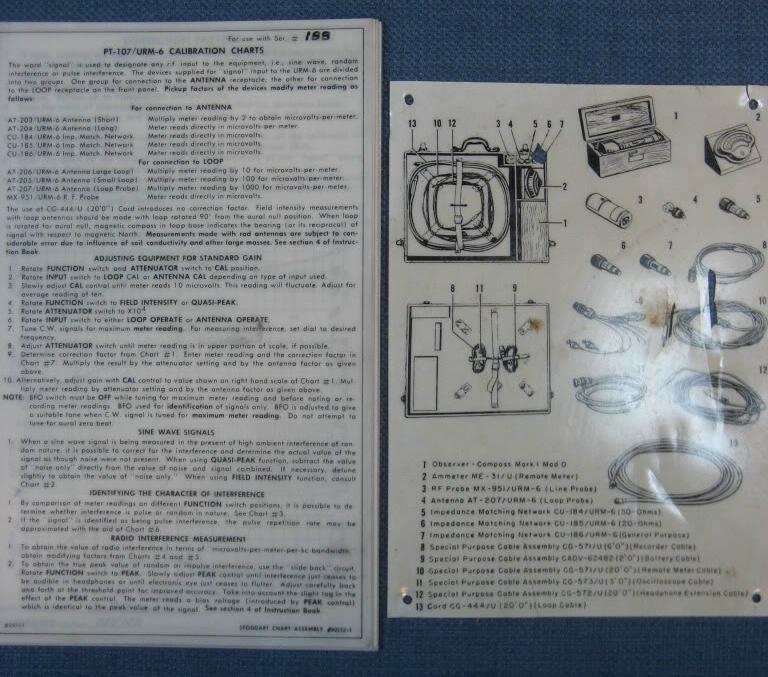 For use with Ser. # 188
PT-107/URM-6 CALIBRATION CHARTS
The word "signal" is used to designate any r.f. input to the equipment, i.e., sine wave, random
interference or pulse interference. The devices supplied for "signal" input to the URM-6 are divided
into two groups. One group for connection to the ANTENNA receptacle; the other for connection
to the LOOP receptacle on the front panel. Pickup factors of the devices modify meter reading as
follows:
For connection to ANTENNA
AT-203/URM-6 Antenna (Short) Multiply meter reading by 2 to obtain microvolts-per-meter.
AT-204/URM-6 Antenna (Long) Meter reads directly in microvolts-per-meter.
CU-184/URM-6 Imp. Match. Network Meter reads directly in microvolts.
CU-185/URM-6 Imp. Match. Network Meter reads directly in microvolts.
CU-186/URM-6 Imp. Match. Network Meter reads directly in microvolts.
For connection to LOOP
AT-206/URM-6 Antenna Large Loop) Multiply meter reading by 10 for microvolts-per-meter.
AT-205/URM-6 Antenna (Small Loop) Multiply meter reading by 100 for microvolts-per-meter.
AT-207/URM-6 Antenna (Loop Probe) Multiply meter reading by 1000 for microvolts-per-meter.
MX-951/URM-6 R. F. Probe Meter reads directly in microvolts.
The use of CG-444/U (20'0") Cord introduces no correction factor. Field intensity measurements
with loop antennas should be made with loop rotated 90° from the aural null position. When loop
is rotated for aural null, magnetic compass in loop base indicates the bearing (or its reciprocal) of
signal with respect to magnetic North. Measurements made with rod antennas are subject to con-
siderable error due to influence of soil conductivity and other large masses. See section 4 of Instruc-
tion Book.
ADJUSTING EQUIPMENT FOR STANDARD GAIN
1. Rotate FUNCTION switch and ATTENUATOR switch to CAL position.
2. Rotate INPUT switch to LOOP CAL or ANTENNA CAL depending on type of input used.
3. Slowly adjust CAL control until meter reads 10 microvolts. This reading will fluctuate. Adjust for
average reading of ten.
4. Rotate FUNCTION switch to FIELD INTENSITY or QUASI-PEAK.
5. Rotate ATTENUATOR switch to X10⁴
6. Rotate INPUT switch to either LOOP OPERATE or ANTENNA OPERATE.
7. Tune C.W. signals for maximum meter reading. For measuring interference, set dial to desired
frequency.
8. Adjust ATTENUATOR switch until meter reading is in upper portion of scale, if possible.
9. Determine correction factor from Chart #1. Enter meter reading and the correction factor in
Chart #7. Multiply the result by the attenuator setting and by the antenna factor as given
above.
10. Alternatively, adjust gain with CAL control to value shown on right hand scale of Chart #1. Mul-
tiply meter reading by attenuator setting and by the antenna factor as given above.
NOTE: BFO switch must be OFF while tuning for maximum meter reading and before noting or re-
cording meter readings. BFO used for identification of signals only. BFO is adjusted to give
a suitable tone when C.W. signal is tuned for maximum meter reading. Do not attempt to
tune for aural zero beat.
SINE WAVE SIGNALS
1. When a sine wave signal is being measured in the present of high ambient interference of ran-
dom nature, it is possible to correct for the interference and determine the actual value of the
signal as though noise were not present. When using QUASI-PEAK function, subtract the value
of "noise only" directly from the value of noise and signal combined. If necessary, detune
slightly to obtain the value of "noise only." When using FIELD INTENSITY function, consult
Chart #2.
IDENTIFYING THE CHARACTER OF INTERFERENCE
1. By comparison of meter readings on different FUNCTION switch positions, it is possible to de-
termine whether interference is pulse or random in nature. See Chart #3.
2. If the "signal" is identified as being pulse interference, the pulse repetition rate may be
approximated with the aid of Chart #6.
RADIO INTERFERENCE MEASUREMENT
1. To obtain the value of radio interference in terms of "microvolts-per-meter-per-kc bandwidth,"
obtain modifying factors from Charts #4 and #5.
2. To obtain the true peak value of random or impulse interference, use the "slide back" circuit.
Rotate FUNCTION switch to PEAK. Slowly adjust PEAK control until interference just ceases to
be audible in headphones or until electronic eye just ceases to flutter. Adjust carefully back
and forth at the threshold point for improved accuracy. Take into account the slight lag in the
effect of the PEAK control. The meter reads a bias voltage (introduced by PEAK control)
which is identical to the peak value of the signal. See section 4 of Instruction Book.
STODDART CHART ASSEMBLY
13 10 12 3 4 5 6 7
2
1
8 11 9
1
2
3
4
5
6
7
8
10
12
13
1 Observer - Compass Mark I Mod 0
2 Ammeter ME-31/U (Remote Meter)
3 RF Probe MX-951/URM-6 (Line Probe)
4 Antenna AT-207/URM-6 (Loop Probe)
5 Impedance Matching Network CU-184/URM-6 (50-Ohms)
6 Impedance Matching Network CU-185/URM-6 (20-Ohms)
7 Impedance Matching Network CU-186/URM-6 (General Purpose)
8 Special Purpose Cable Assembly CG-571/U (6'0") (Recorder Cable)
9 Special Purpose Cable Assembly CADV-62482 (2'0") (Battery Cable)
10 Special Purpose Cable Assembly CG-571/U (20'0") (Remote Meter Cable)
11 Special Purpose Cable Assembly CG-573/U (3'0") (Oscilloscope Cable)
12 Special Purpose Cable Assembly CG-572/U (20'0") (Headphone Extension Cable)
13 Cord CG-444/U (20'0") (Loop Cable)